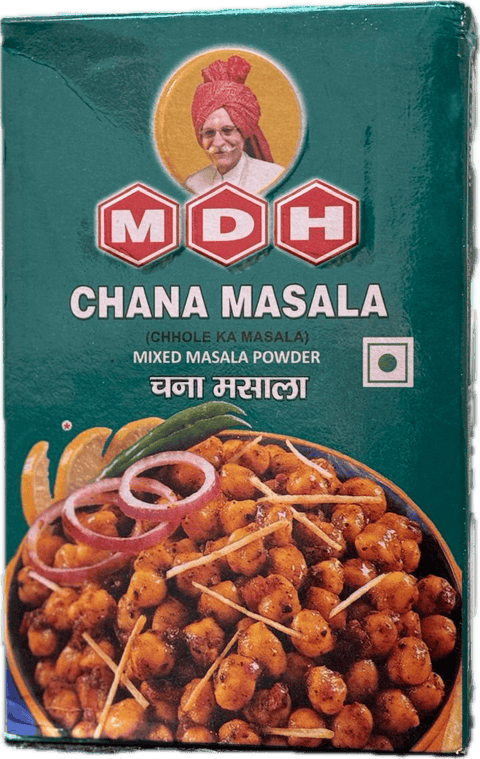 MDH
CHANA MASALA
(CHHOLE KA MASALA)
MIXED MASALA POWDER
चना मसाला